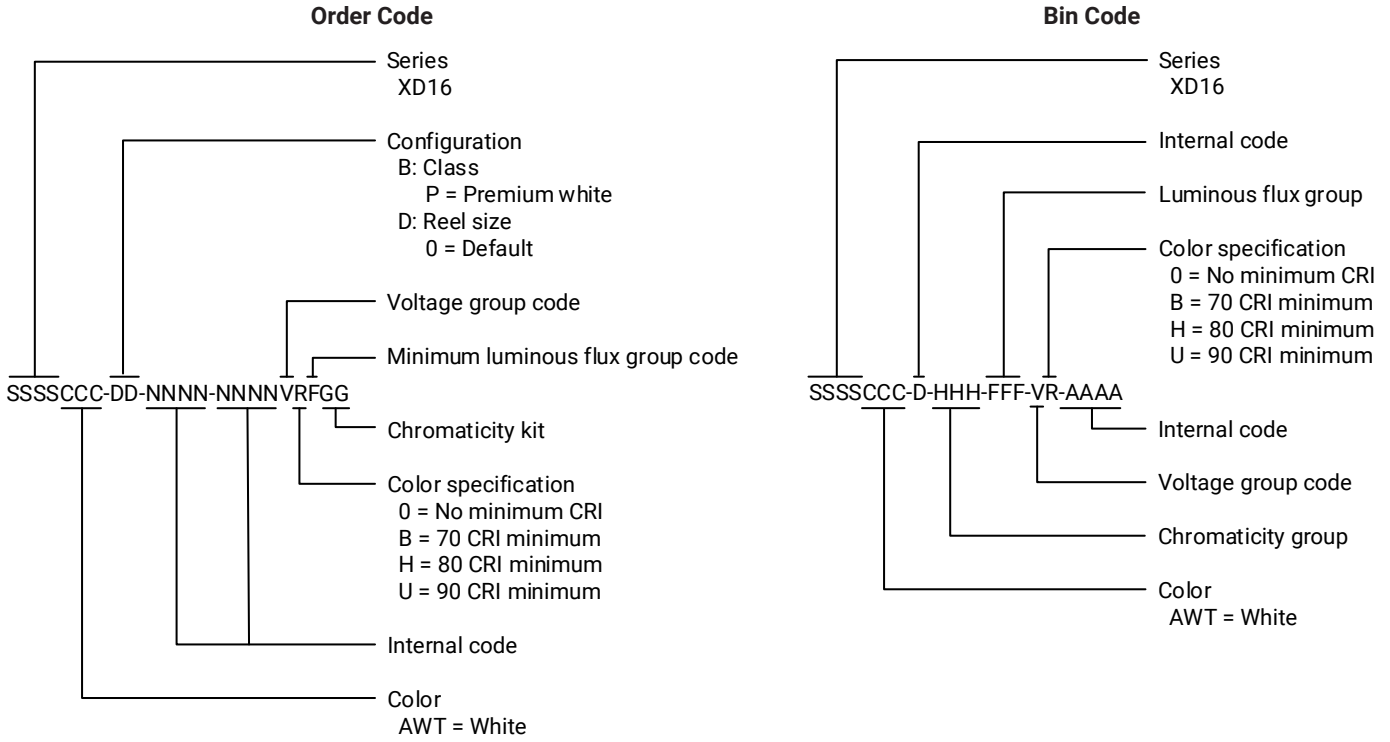 Order Code
Series
XD16
Configuration
B: Class
P = Premium white
D: Reel size
0 = Default
Voltage group code
Minimum luminous flux group code
SSSSCCC-DD-NNNN-NNNNVRFGG
Chromaticity kit
Color specification
0 = No minimum CRI
B = 70 CRI minimum
H = 80 CRI minimum
U = 90 CRI minimum
Internal code
Color
AWT = White
Bin Code
Series
XD16
Internal code
Luminous flux group
Color specification
0 = No minimum CRI
B = 70 CRI minimum
H = 80 CRI minimum
U = 90 CRI minimum
SSSSCCC-D-HHH-FFF-VR-AAAA
Internal code
Voltage group code
Chromaticity group
Color
AWT = White